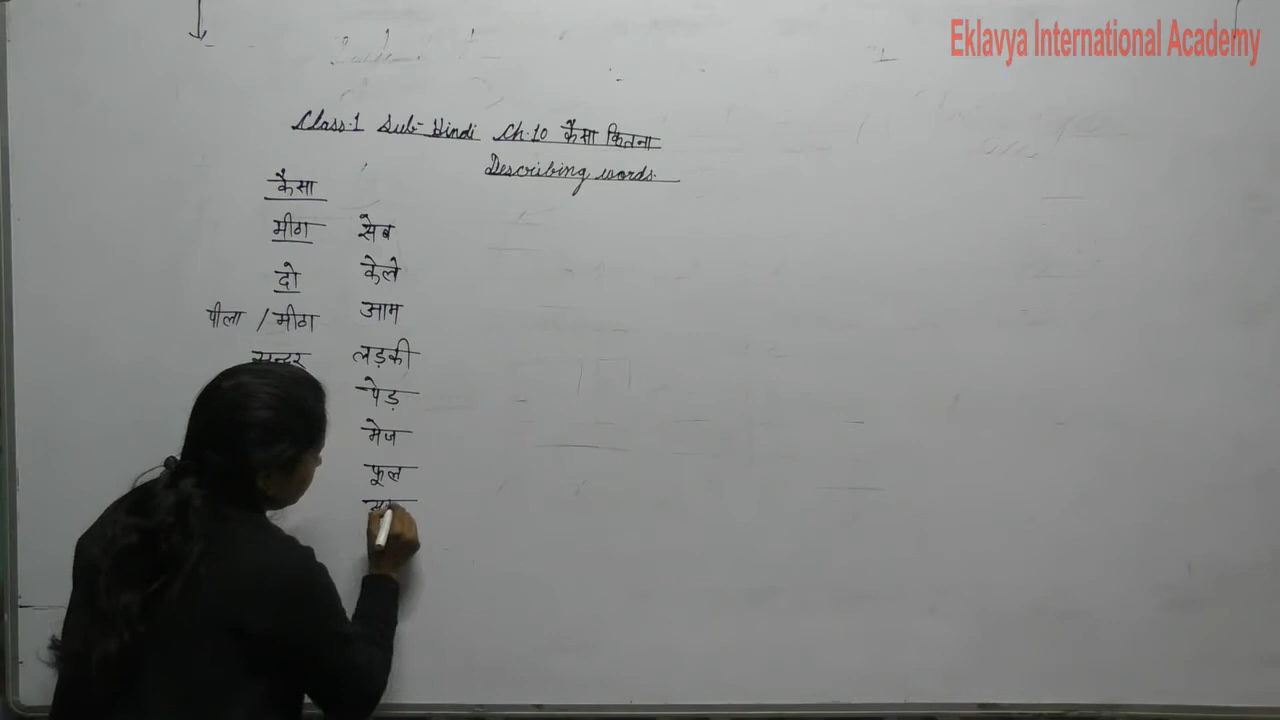 Eklavya International Academy
Class-1 Sub- Hindi Ch-10 कैसा कितना
Describing words
कैसा
मीठा सेब
दो केले
पीला / मीठा आम
सुन्दर लड़की
पेड़
मेज
फूल